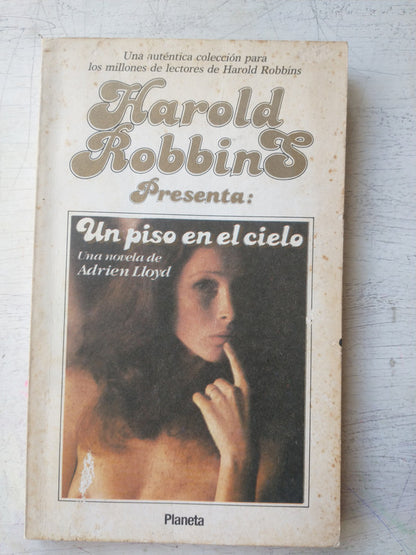 Una auténtica colección para
los millones de lectores de Harold Robbins
Harold
Robbins
Presenta:
Un piso en el cielo
Una novela de
Adrien Lloyd
Planeta